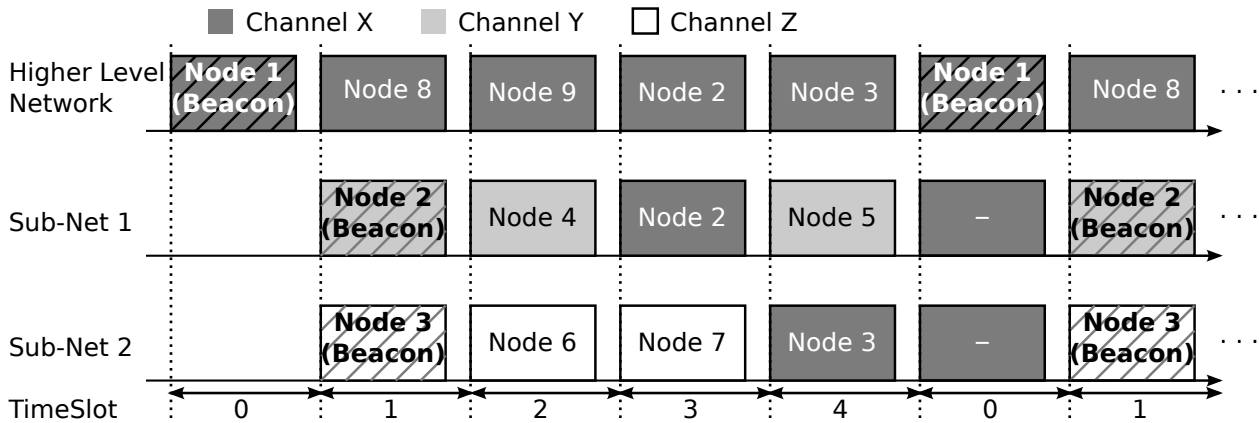 Channel X Channel Y Channel Z
Higher Level
Network
Node 1
(Beacon)
Node 8
Node 9
Node 2
Node 3
Node 1
(Beacon)
Node 8
. . .
Sub-Net 1
Node 2
(Beacon)
Node 4
Node 2
Node 5
–
Node 2
(Beacon)
. . .
Sub-Net 2
Node 3
(Beacon)
Node 6
Node 7
Node 3
–
Node 3
(Beacon)
. . .
TimeSlot 0 1 2 3 4 0 1